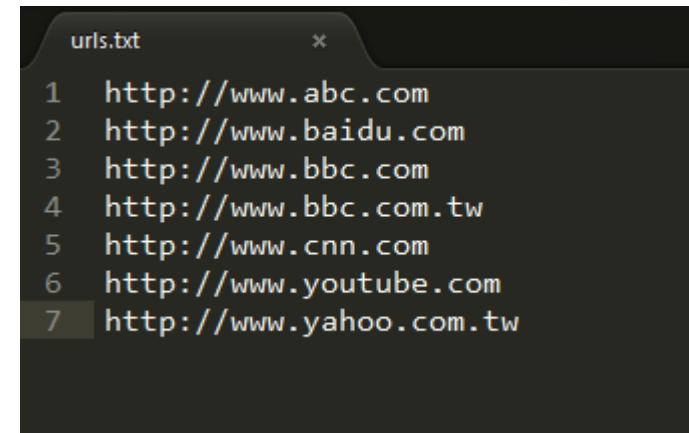 urls.txt ×
1 http://www.abc.com
2 http://www.baidu.com
3 http://www.bbc.com
4 http://www.bbc.com.tw
5 http://www.cnn.com
6 http://www.youtube.com
7 http://www.yahoo.com.tw